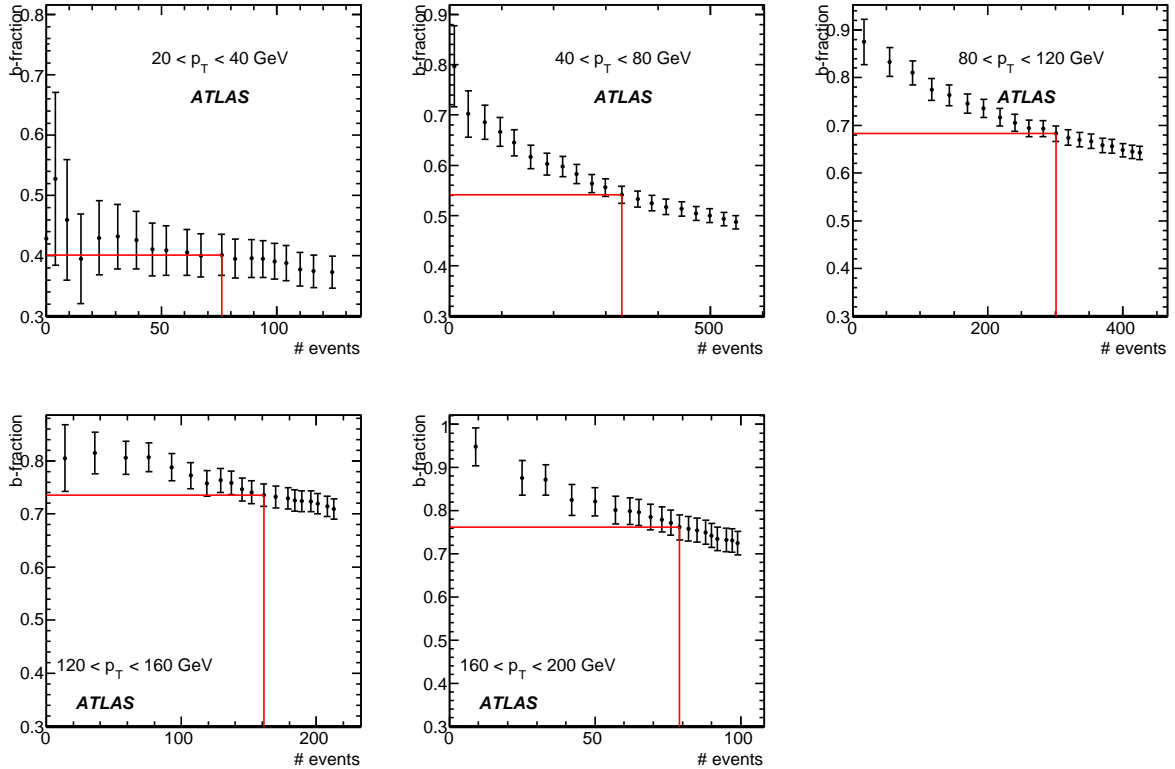 b-fraction
0.8
0.7
0.6
0.5
0.4
0.3
20 < p_T < 40 GeV
ATLAS
0
50
100
# events
b-fraction
0.9
0.8
0.7
0.6
0.5
0.4
0.3
40 < p_T < 80 GeV
ATLAS
0
500
# events
b-fraction
0.9
0.8
0.7
0.6
0.5
0.4
0.3
80 < p_T < 120 GeV
ATLAS
0
200
400
# events
b-fraction
0.8
0.7
0.6
0.5
0.4
0.3
120 < p_T < 160 GeV
ATLAS
0
100
200
# events
b-fraction
1
0.9
0.8
0.7
0.6
0.5
0.4
0.3
160 < p_T < 200 GeV
ATLAS
0
50
100
# events